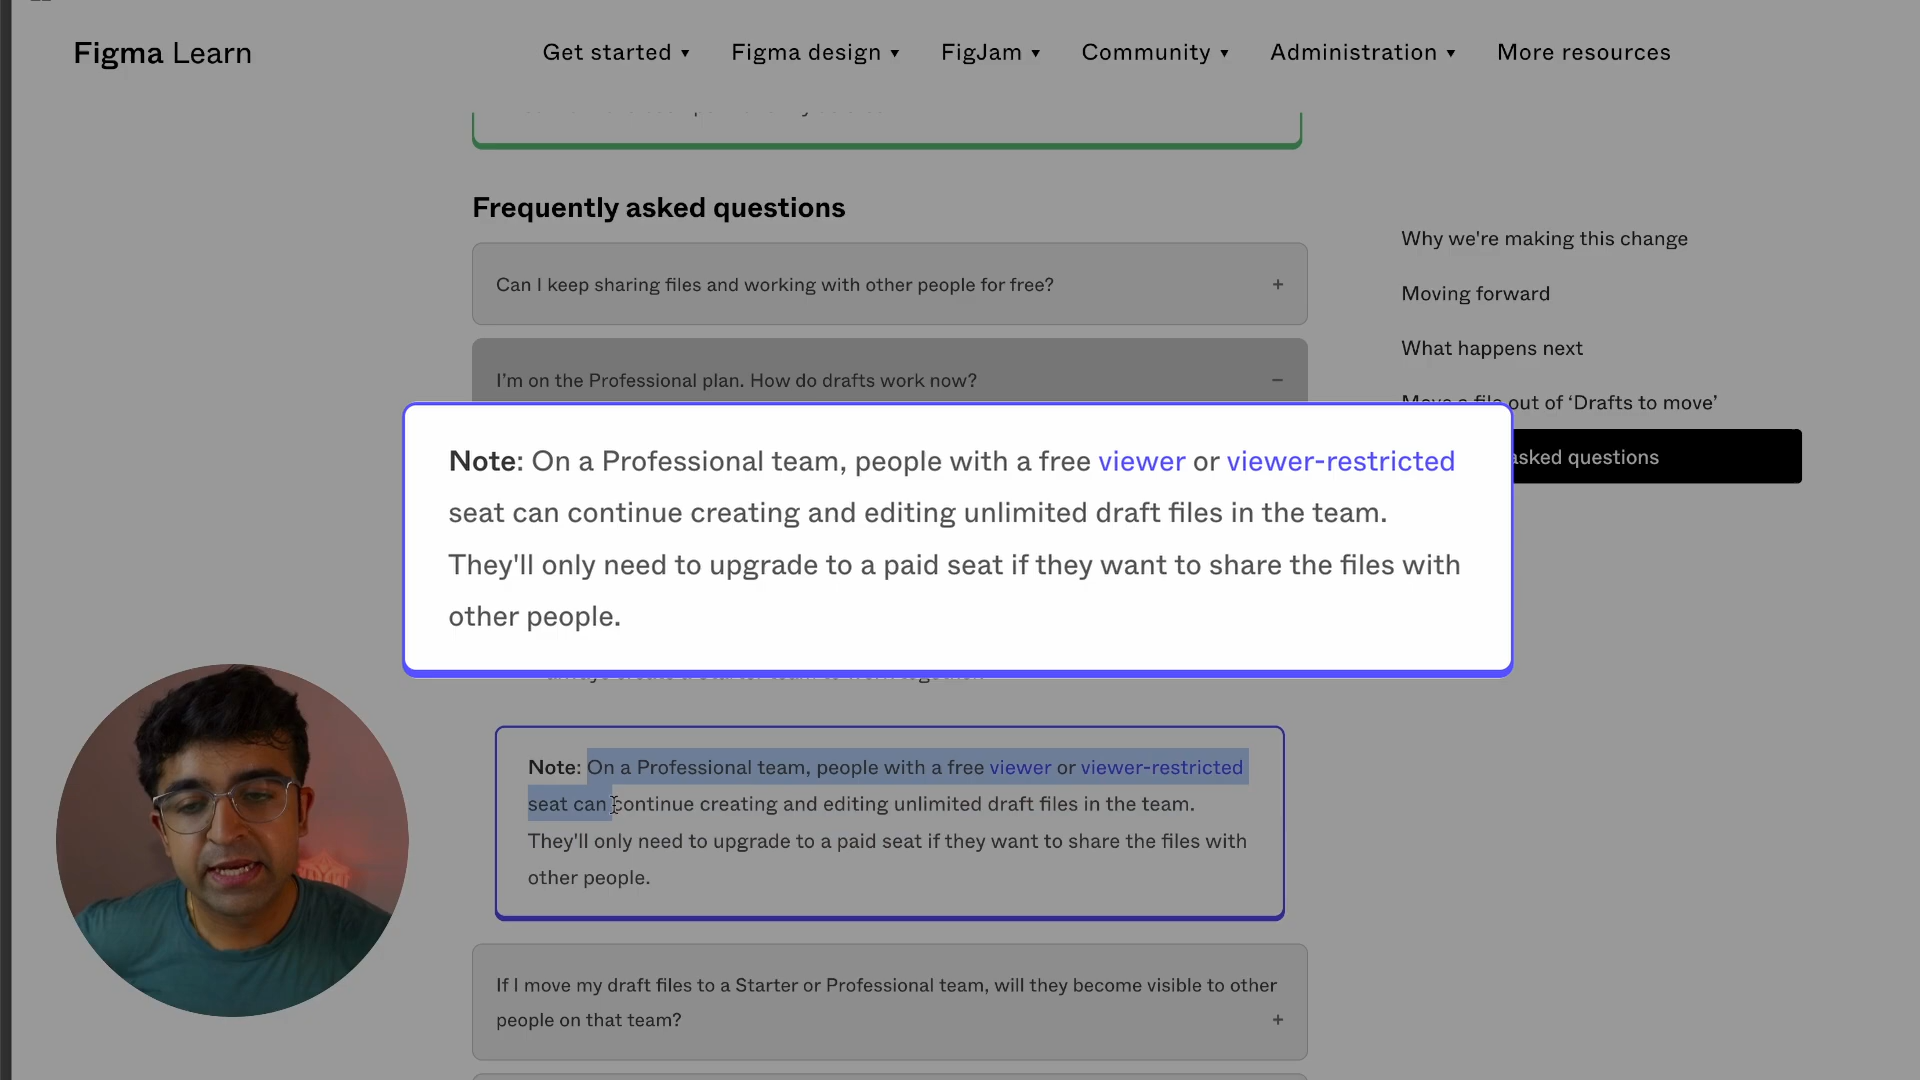 Figma Learn
Get started ▾ Figma design ▾ FigJam ▾ Community ▾ Administration ▾ More resources
Frequently asked questions
Can I keep sharing files and working with other people for free? +
Why we're making this change
Moving forward
What happens next
I'm on the Professional plan. How do drafts work now? −
Move a file out of ‘Drafts to move’
asked questions
Note: On a Professional team, people with a free viewer or viewer-restricted
seat can continue creating and editing unlimited draft files in the team.
They'll only need to upgrade to a paid seat if they want to share the files with
other people.
Note: On a Professional team, people with a free viewer or viewer-restricted
seat can continue creating and editing unlimited draft files in the team.
They'll only need to upgrade to a paid seat if they want to share the files with
other people.
If I move my draft files to a Starter or Professional team, will they become visible to other
people on that team? +